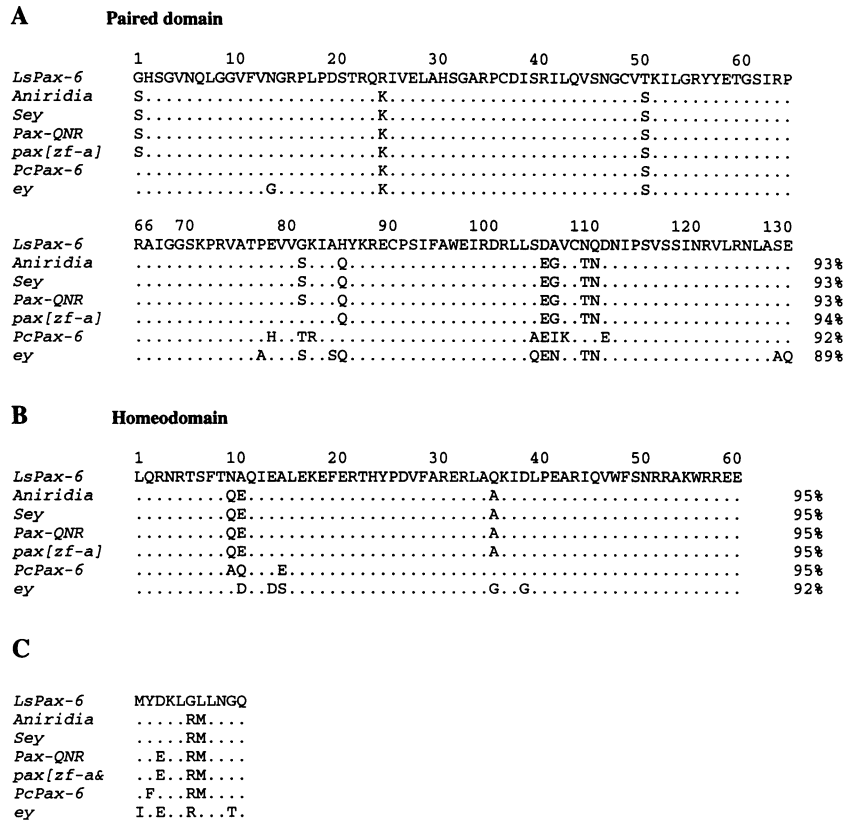 A Paired domain
1 10 20 30 40 50 60
LsPax-6 GHSGVNQLGGVFVNGRPLPDSTRQRIVELAHSGARPCDISRILQVSNGCVTKILGRYYETGSIRP
Aniridia S.......................K.........................S..............
Sey S.......................K.........................S..............
Pax-QNR S.......................K.........................S..............
pax[zf-a] S.......................K.........................S..............
PcPax-6 ........................K.........................S..............
ey .............G..........K.........................S..............
66 70 80 90 100 110 120 130
LsPax-6 RAIGGSKPRVATPEVVGKIAHYKRECPSIFAWEIRDRLLSDAVCNQDNIPSVSSINRVLRNLASE
Aniridia ................S...Q...................EG..TN................... 93%
Sey ................S...Q...................EG..TN................... 93%
Pax-QNR ................S...Q...................EG..TN................... 93%
pax[zf-a] ....................Q...................EG..TN................... 94%
PcPax-6 .............H..TR.....................AEIK...E.................. 92%
ey ............A...S..SQ..................QEN..TN.................AQ 89%
B Homeodomain
1 10 20 30 40 50 60
LsPax-6 LQRNRTSFTNAQIEALEKEFERTHYPDVFARERLAQKIDLPEARIQVWFSNRRAKWRREE
Aniridia .........QE........................A........................ 95%
Sey .........QE........................A........................ 95%
Pax-QNR .........QE........................A........................ 95%
pax[zf-a] .........QE........................A........................ 95%
PcPax-6 .........AQ...E............................................. 95%
ey ..........D..DS....................G..G..................... 92%
C
LsPax-6 MYDKLGLLNGQ
Aniridia .....RM....
Sey .....RM....
Pax-QNR ..E..RM....
pax[zf-a& ..E..RM....
PcPax-6 .F...RM....
ey I.E..R...T.